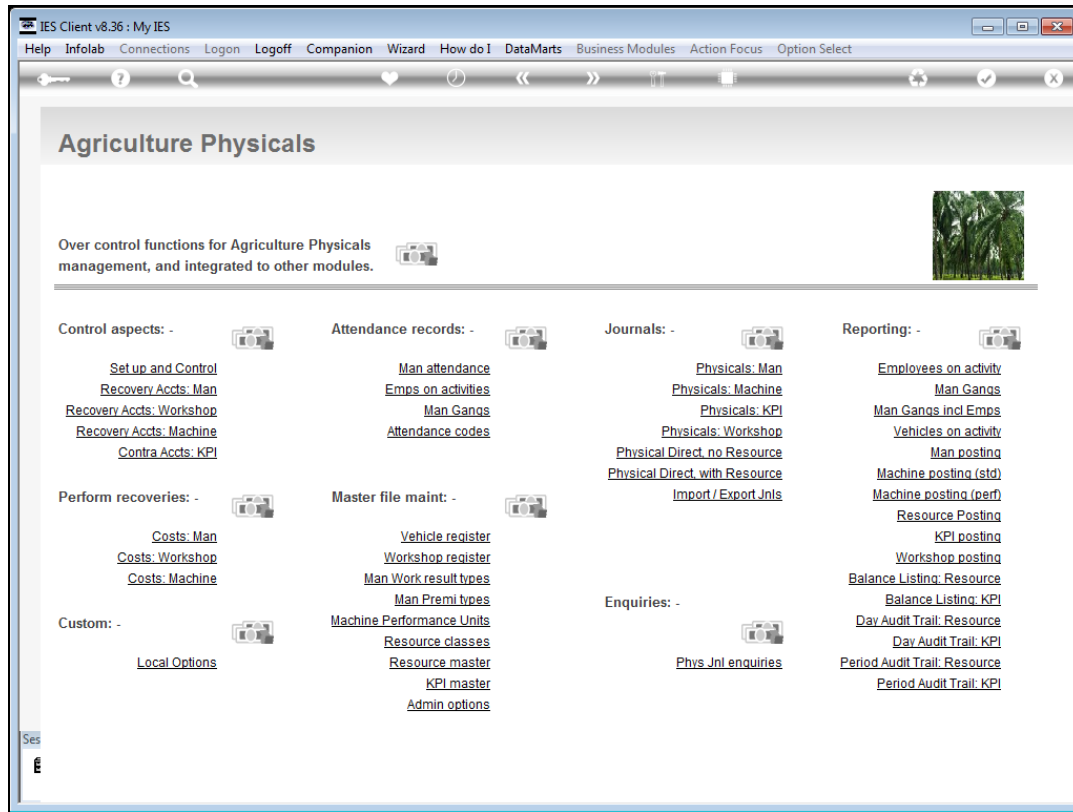 IES Client v8.36 : My IES
Help Infolab Connections Logon Logoff Companion Wizard How do I DataMarts Business Modules Action Focus Option Select
Agriculture Physicals
Over control functions for Agriculture Physicals
management, and integrated to other modules.
Control aspects: -
Set up and Control
Recovery Accts: Man
Recovery Accts: Workshop
Recovery Accts: Machine
Contra Accts: KPI
Perform recoveries: -
Costs: Man
Costs: Workshop
Costs: Machine
Custom: -
Local Options
Attendance records: -
Man attendance
Emps on activities
Man Gangs
Attendance codes
Master file maint: -
Vehicle register
Workshop register
Man Work result types
Man Premi types
Machine Performance Units
Resource classes
Resource master
KPI master
Admin options
Journals: -
Physicals: Man
Physicals: Machine
Physicals: KPI
Physicals: Workshop
Physical Direct, no Resource
Physical Direct, with Resource
Import / Export Jnls
Enquiries: -
Phys Jnl enquiries
Reporting: -
Employees on activity
Man Gangs
Man Gangs incl Emps
Vehicles on activity
Man posting
Machine posting (std)
Machine posting (perf)
Resource Posting
KPI posting
Workshop posting
Balance Listing: Resource
Balance Listing: KPI
Day Audit Trail: Resource
Day Audit Trail: KPI
Period Audit Trail: Resource
Period Audit Trail: KPI
Ses